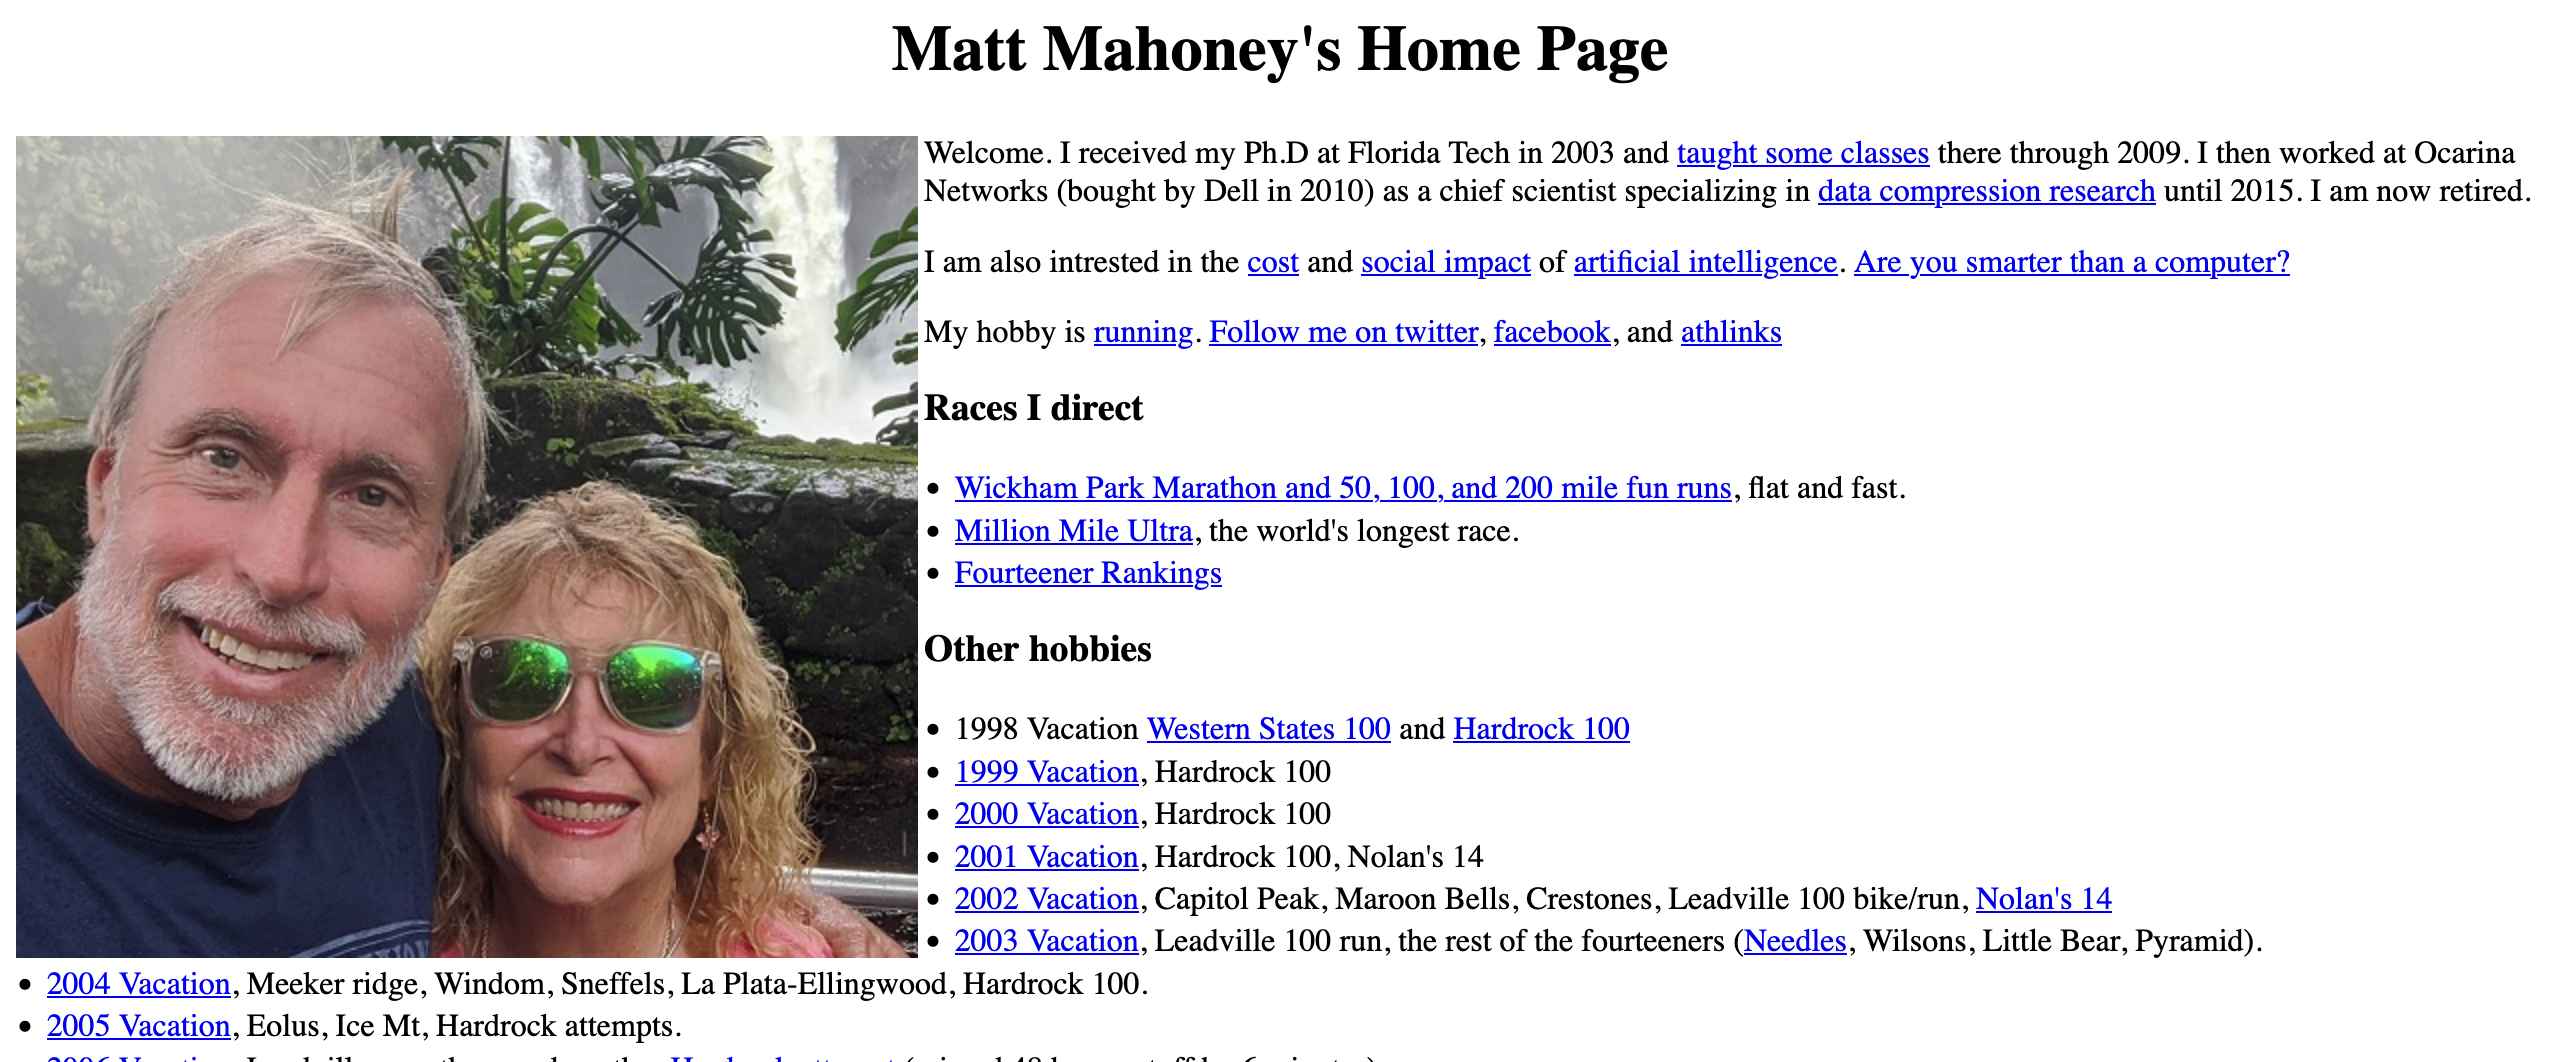 Matt Mahoney's Home Page
Welcome. I received my Ph.D at Florida Tech in 2003 and taught some classes there through 2009. I then worked at Ocarina
Networks (bought by Dell in 2010) as a chief scientist specializing in data compression research until 2015. I am now retired.
I am also intrested in the cost and social impact of artificial intelligence. Are you smarter than a computer?
My hobby is running. Follow me on twitter, facebook, and athlinks
Races I direct
• Wickham Park Marathon and 50, 100, and 200 mile fun runs, flat and fast.
• Million Mile Ultra, the world's longest race.
• Fourteener Rankings
Other hobbies
• 1998 Vacation Western States 100 and Hardrock 100
• 1999 Vacation, Hardrock 100
• 2000 Vacation, Hardrock 100
• 2001 Vacation, Hardrock 100, Nolan's 14
• 2002 Vacation, Capitol Peak, Maroon Bells, Crestones, Leadville 100 bike/run, Nolan's 14
• 2003 Vacation, Leadville 100 run, the rest of the fourteeners (Needles, Wilsons, Little Bear, Pyramid).
• 2004 Vacation, Meeker ridge, Windom, Sneffels, La Plata-Ellingwood, Hardrock 100.
• 2005 Vacation, Eolus, Ice Mt, Hardrock attempts.
2006 Vacation